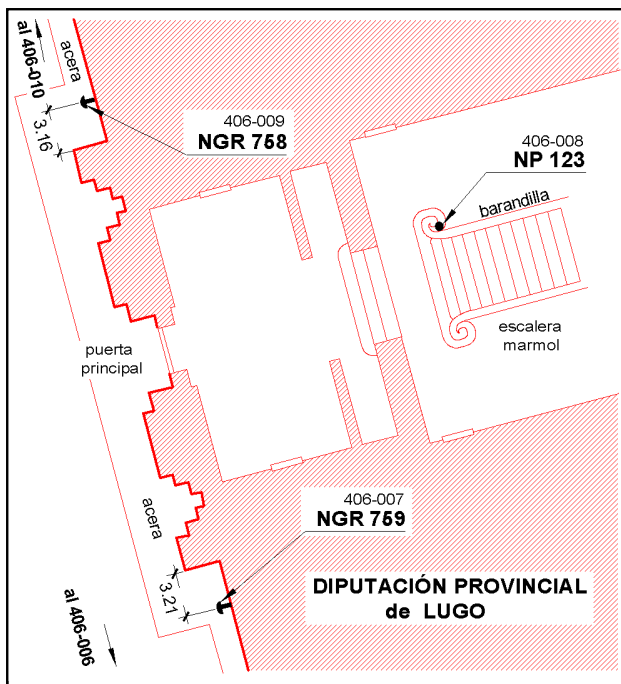 al 406-010
acera
3.16
406-009
NGR 758
406-008
NP 123
barandilla
escalera
marmol
puerta
principal
acera
406-007
NGR 759
3.21
al 406-006
DIPUTACIÓN PROVINCIAL
de LUGO